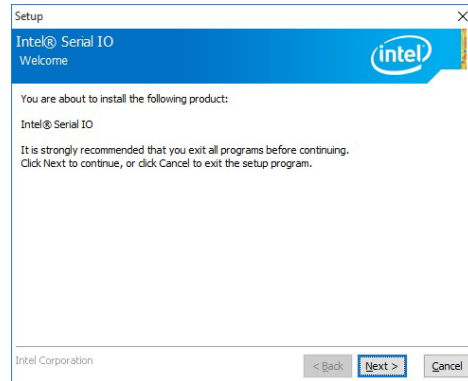 Setup
Intel® Serial IO
Welcome
intel
You are about to install the following product:
Intel® Serial IO
It is strongly recommended that you exit all programs before continuing.
Click Next to continue, or click Cancel to exit the setup program.
Intel Corporation
< Back Next > Cancel